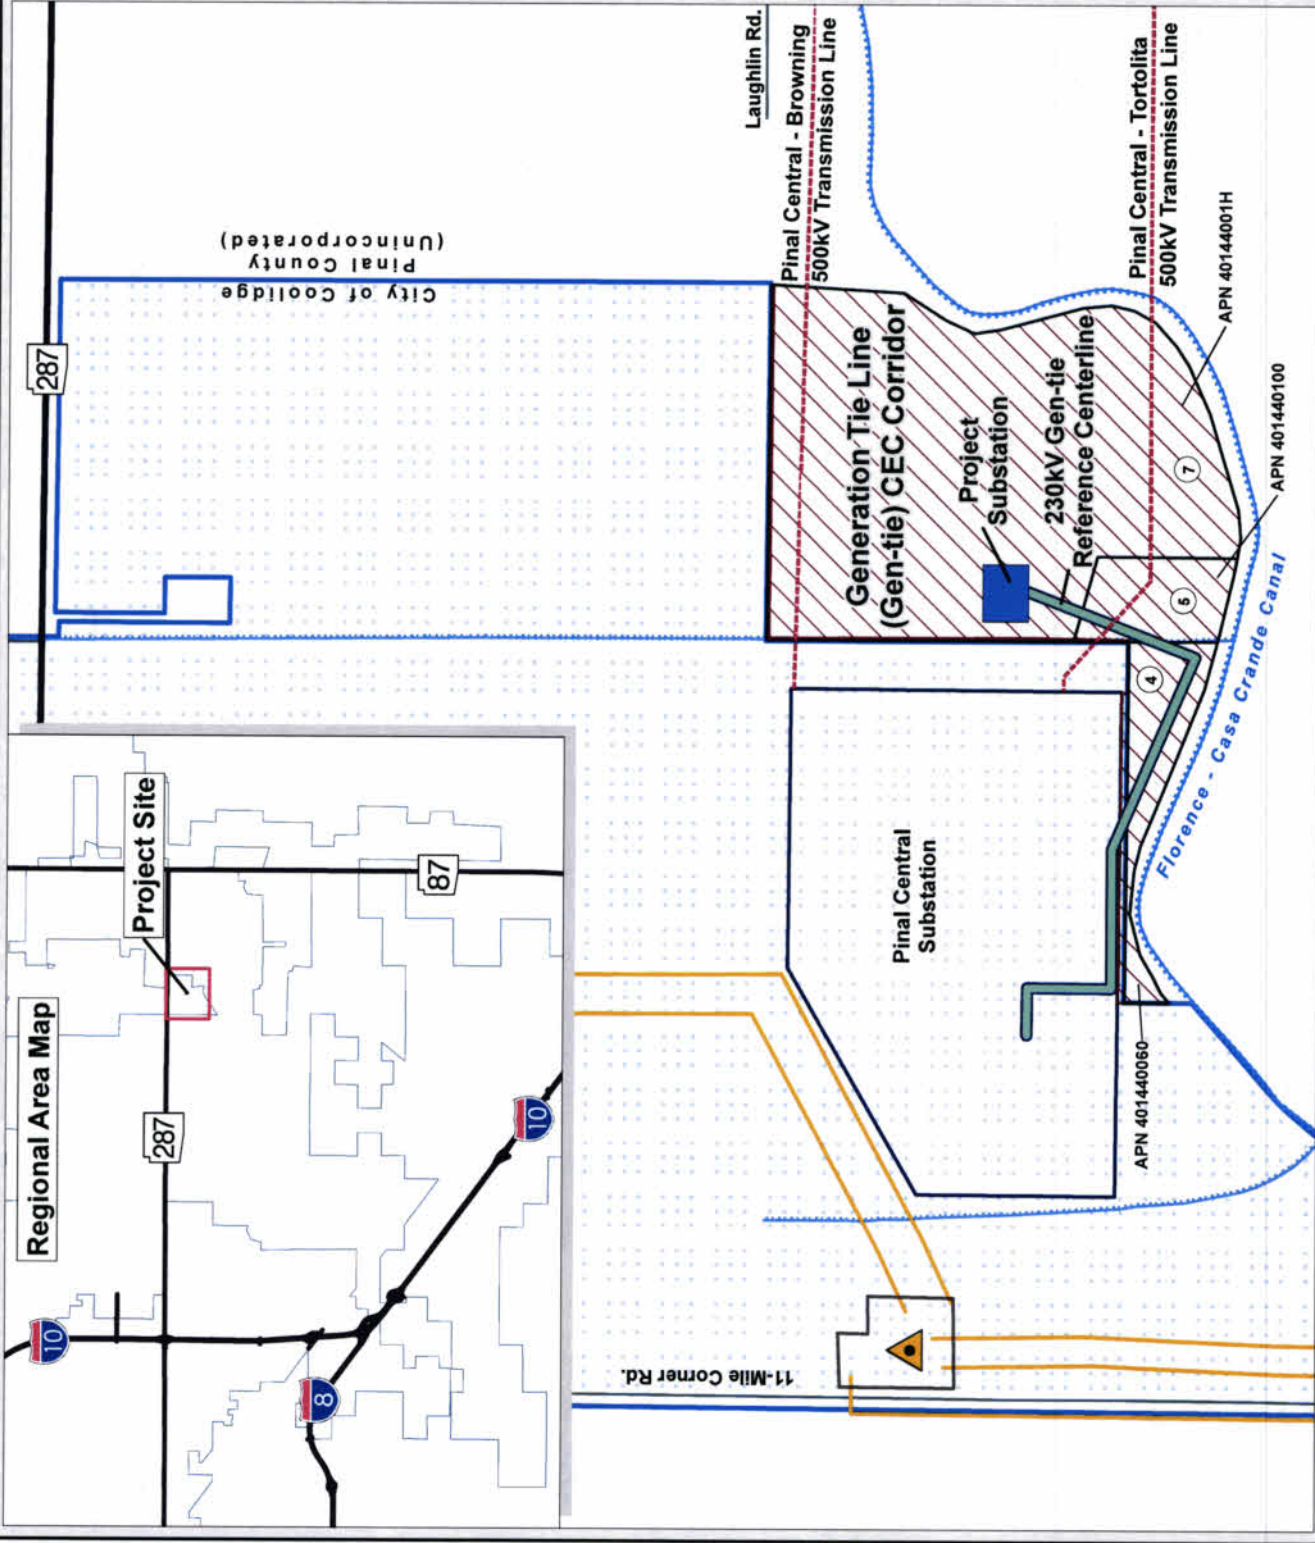 Regional Area Map
Project Site
10
8
10
287
87
287
City of Coolidge
Pinal County
(Unincorporated)
Laughlin Rd.
Pinal Central - Browning
500kV Transmission Line
Generation Tie Line
(Gen-tie) CEC Corridor
Project
Substation
230kV Gen-tie
Reference Centerline
Pinal Central - Tortolita
500kV Transmission Line
APN 40144001H
APN 401440100
7
5
4
Pinal Central
Substation
Florence - Casa Crande Canal
APN 401440060
11-Mile Corner Rd.